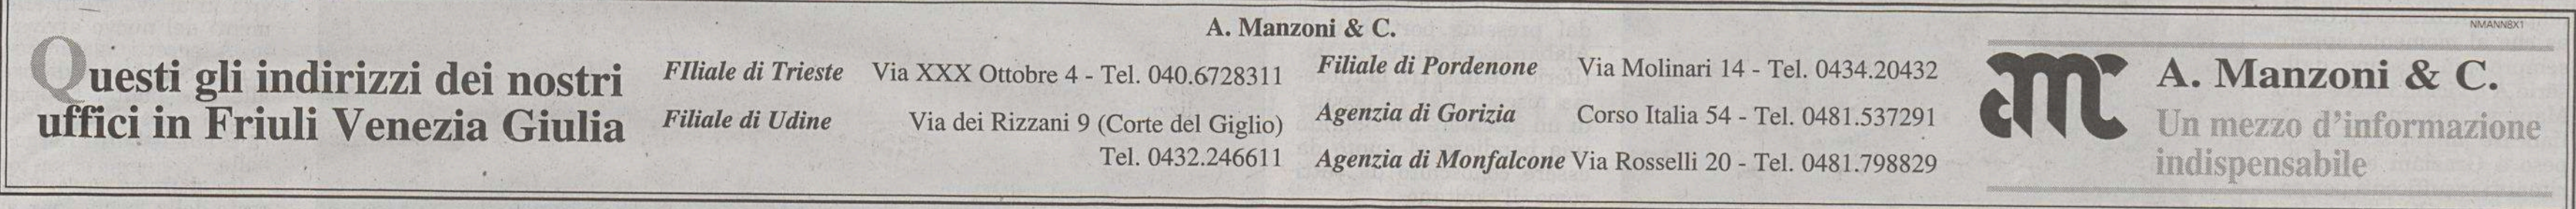 A. Manzoni & C.
Questi gli indirizzi dei nostri
uffici in Friuli Venezia Giulia
FIliale di Trieste Via XXX Ottobre 4 - Tel. 040.6728311
Filiale di Udine Via dei Rizzani 9 (Corte del Giglio)
Tel. 0432.246611
Filiale di Pordenone Via Molinari 14 - Tel. 0434.20432
Agenzia di Gorizia Corso Italia 54 - Tel. 0481.537291
Agenzia di Monfalcone Via Rosselli 20 - Tel. 0481.798829
NMANN8X1
AMC
A. Manzoni & C.
Un mezzo d'informazione
indispensabile